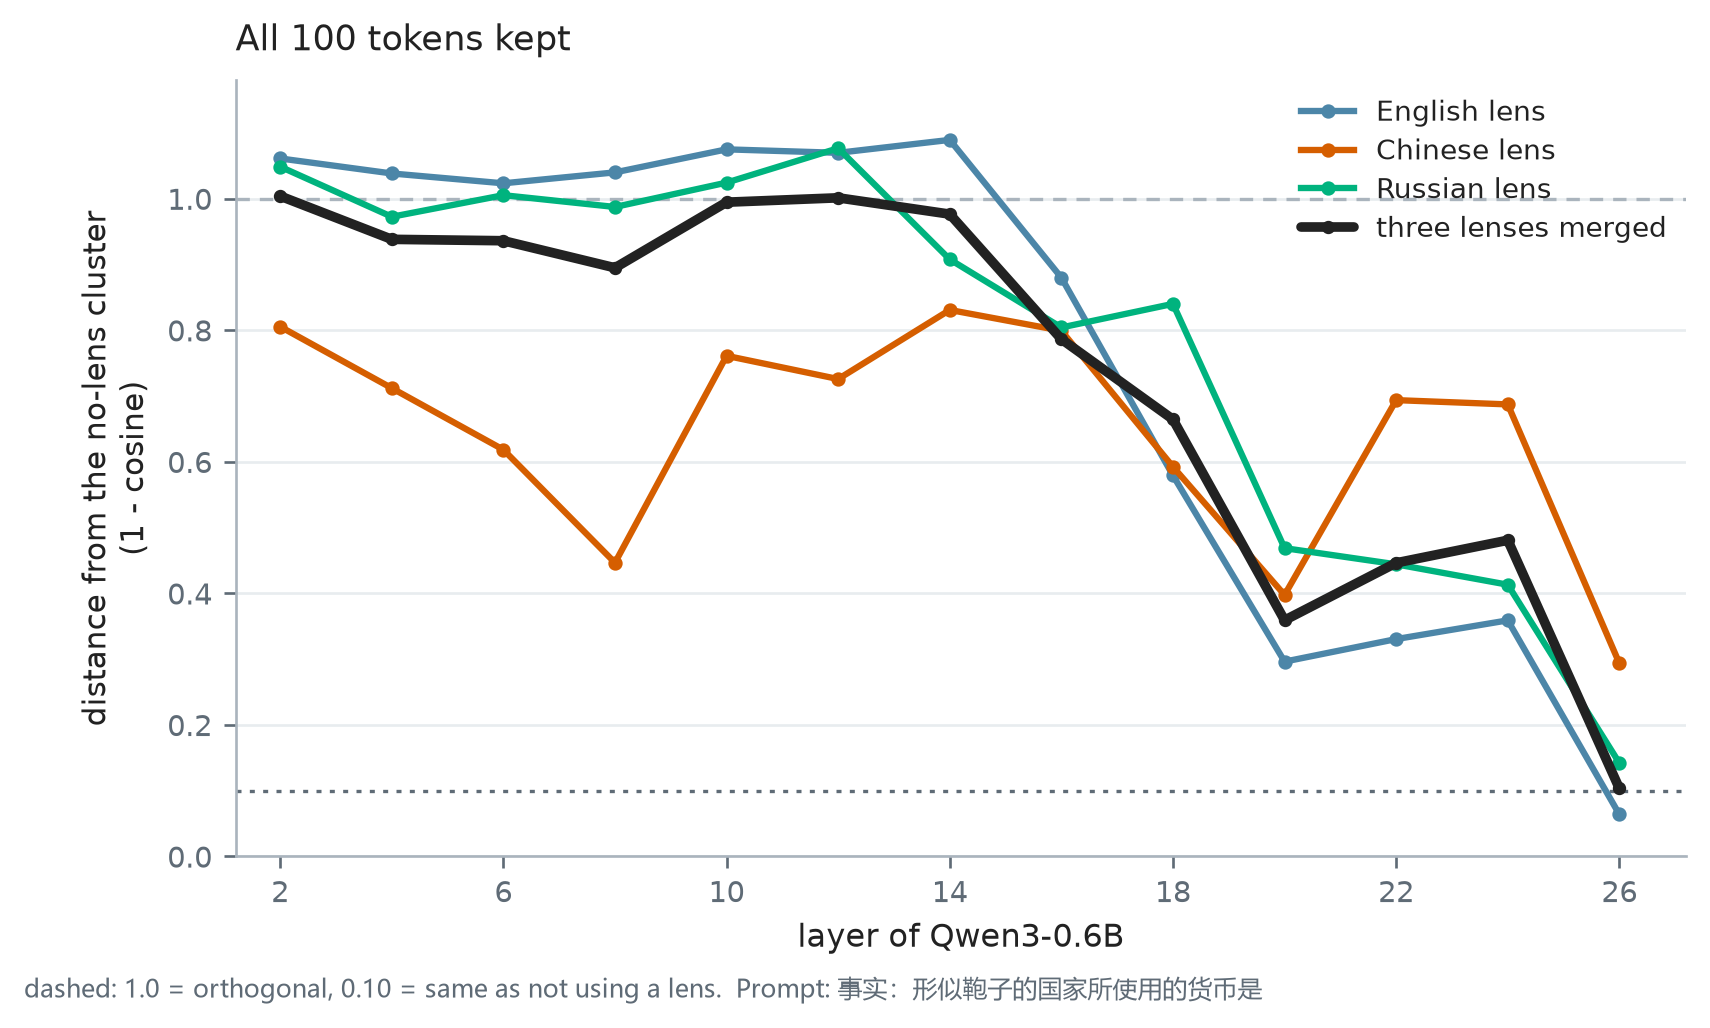 All 100 tokens kept
English lens
Chinese lens
Russian lens
three lenses merged
distance from the no-lens cluster
(1 - cosine)
1.0
0.8
0.6
0.4
0.2
0.0
2 6 10 14 18 22 26
layer of Qwen3-0.6B
dashed: 1.0 = orthogonal, 0.10 = same as not using a lens. Prompt: 事实：形似鞄子的国家所使用的货币是